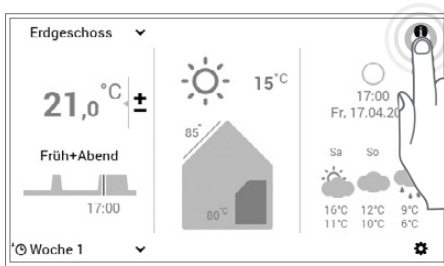 Erdgeschoss
21,0 °C ±
Früh+Abend
17:00
Woche 1
15°C
85°
80°C
17:00
Fr, 17.04.20
Sa So
16°C 12°C 9°C
11°C 10°C 6°C